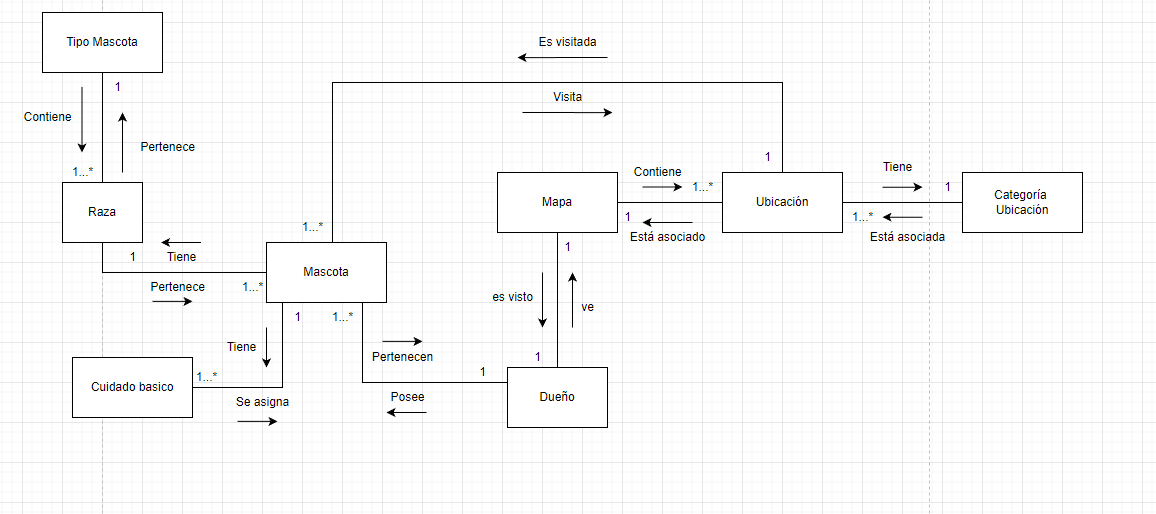 Tipo Mascota
Es visitada
1
Visita
Contiene
Pertenece
1
Contiene
Tiene
1...*
1...*
1
Raza
Mapa
Ubicación
Categoría
Ubicación
1
1...*
1...*
Está asociado
Está asociada
1
Tiene
1
Mascota
Pertenece
1...*
es visto
ve
1
1...*
Tiene
Pertenecen
1
1...*
1
Cuidado basico
Se asigna
Posee
Dueño